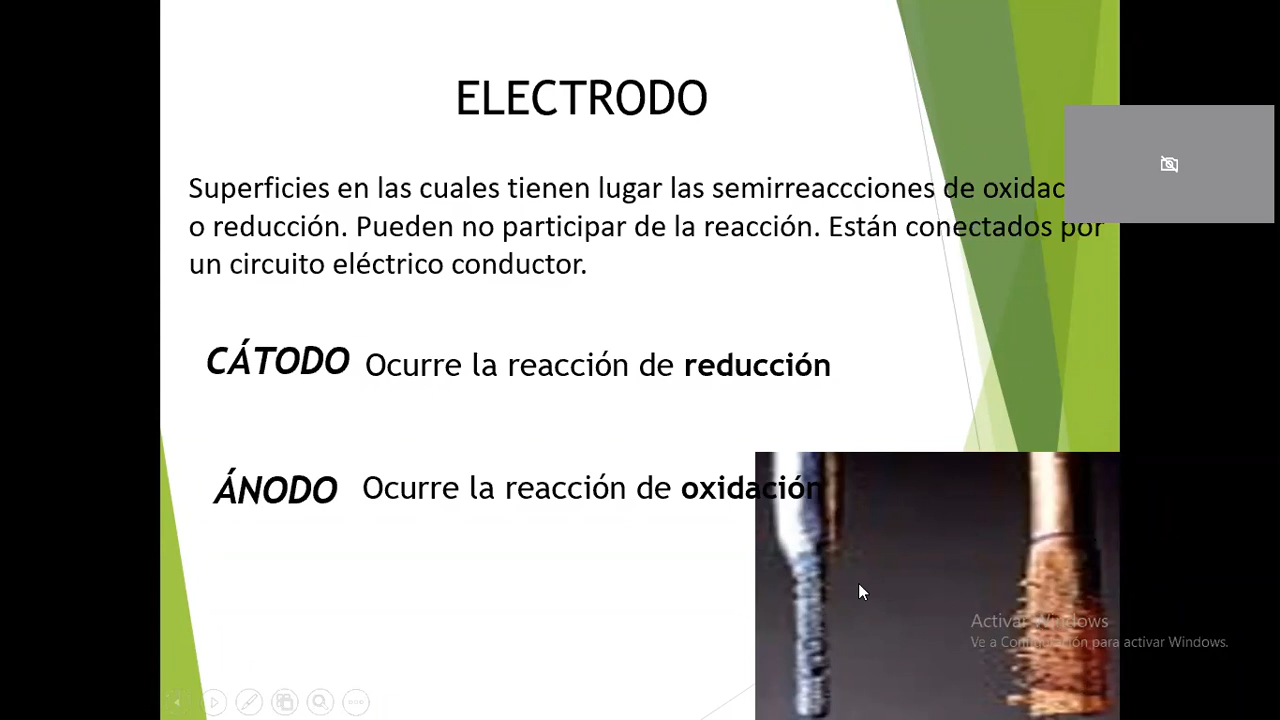 ELECTRODO
Superficies en las cuales tienen lugar las semirreaccciones de
o reducción. Pueden no participar de la reacción. Están conectados por
un circuito eléctrico conductor.
CÁTODO Ocurre la reacción de reducción
ÁNODO Ocurre la reacción de oxidación
Activar Windows
Ve a Configuración para activar Windows.